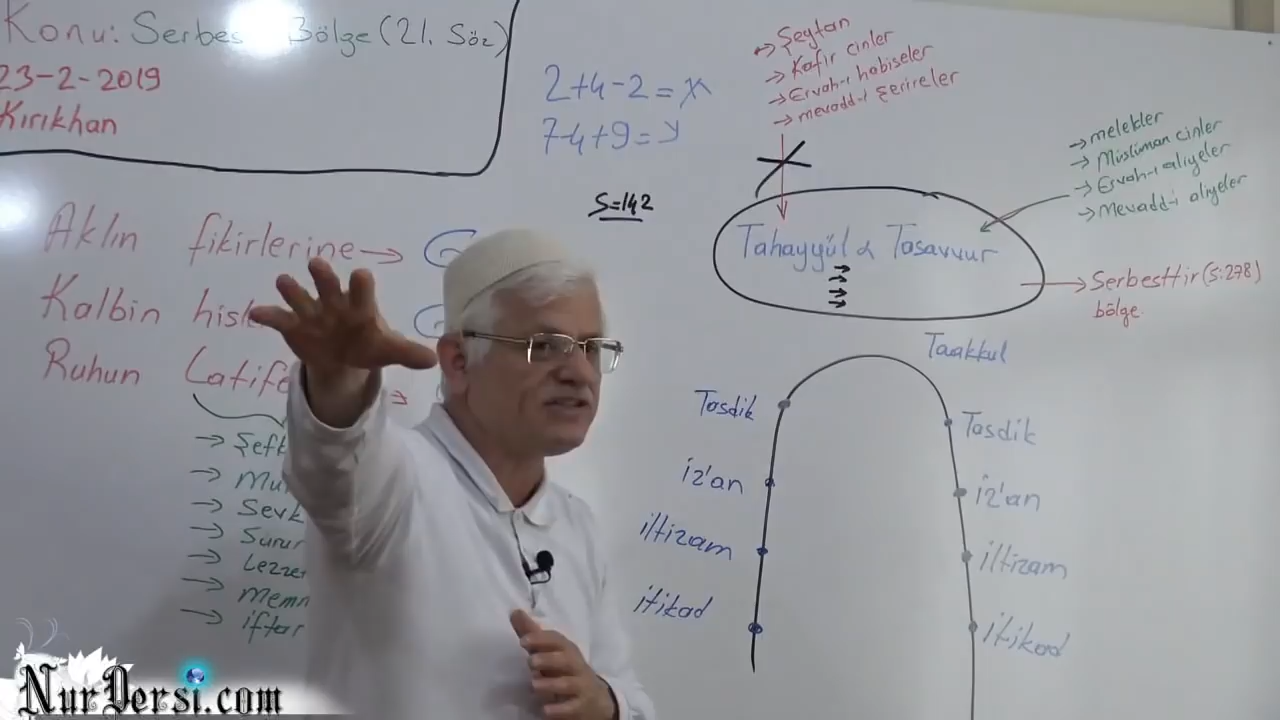 Konu: Serbes Bölge (21. Söz)
23-2-2019
Kırıkhan
2+4-2=x
7-4+9=y
S=142
→ Şeytan
→ Kafir cinler
→ Ervah-ı habiseler
→ mevadd-ı Şerireler
→ melekler
→ Müslüman cinler
→ Ervah-ı aliyeler
→ Mevadd-i aliyeler
Tahayyül & Tasavvur
→ Serbesttir (S:278)
bölge.
Aklın fikirlerine →
Kalbin hisl
Ruhun Latife
→ Şefk
→ Mu
→ Sevk
→ Surur
→ Lezze
→ Memn
→ iftar
Taakkul
Tasdik
iz'an
iltizam
itikad
Tasdik
iz'an
iltizam
itikad
NurDersi.com